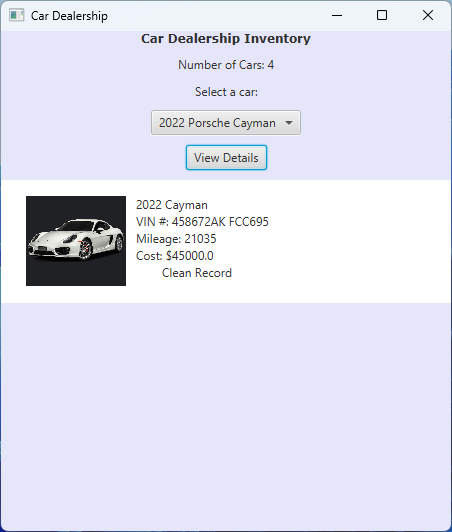 Car Dealership
Car Dealership Inventory
Number of Cars: 4
Select a car:
2022 Porsche Cayman
View Details
2022 Cayman
VIN #: 458672AK FCC695
Mileage: 21035
Cost: $45000.0
Clean Record